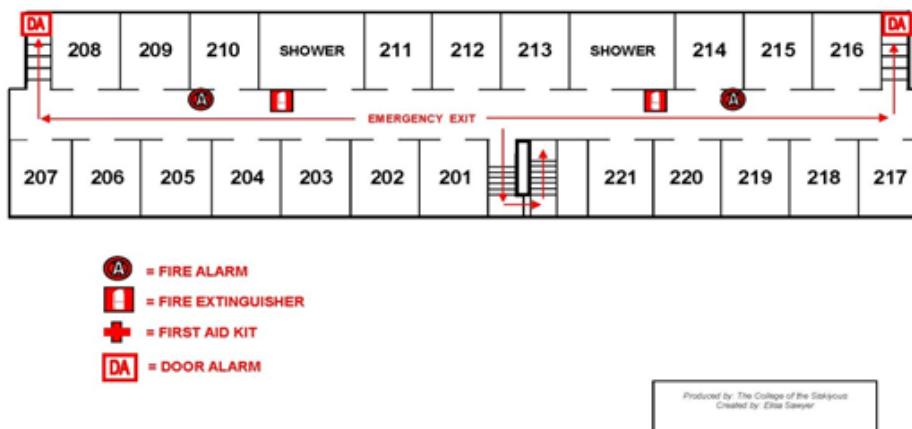 DA DA
208 209 210 SHOWER 211 212 213 SHOWER 214 215 216
A A
EMERGENCY EXIT
207 206 205 204 203 202 201 221 220 219 218 217
A = FIRE ALARM
= FIRE EXTINGUISHER
= FIRST AID KIT
DA = DOOR ALARM
Produced by: The College of the Siskiyous
Created by: Elisa Sawyer